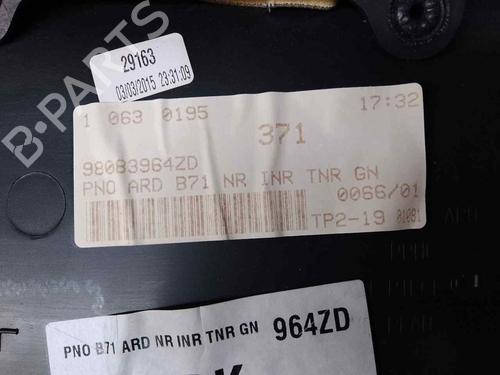 B-PARTS
29163
03/03/2015 23:31:09
1 063 0195
17:32
371
98083964ZD
PNO ARD B71 NR INR TNR GN
0066/01
TP2-19 01081
PNO B71 ARD NR INR TNR GN 964ZD